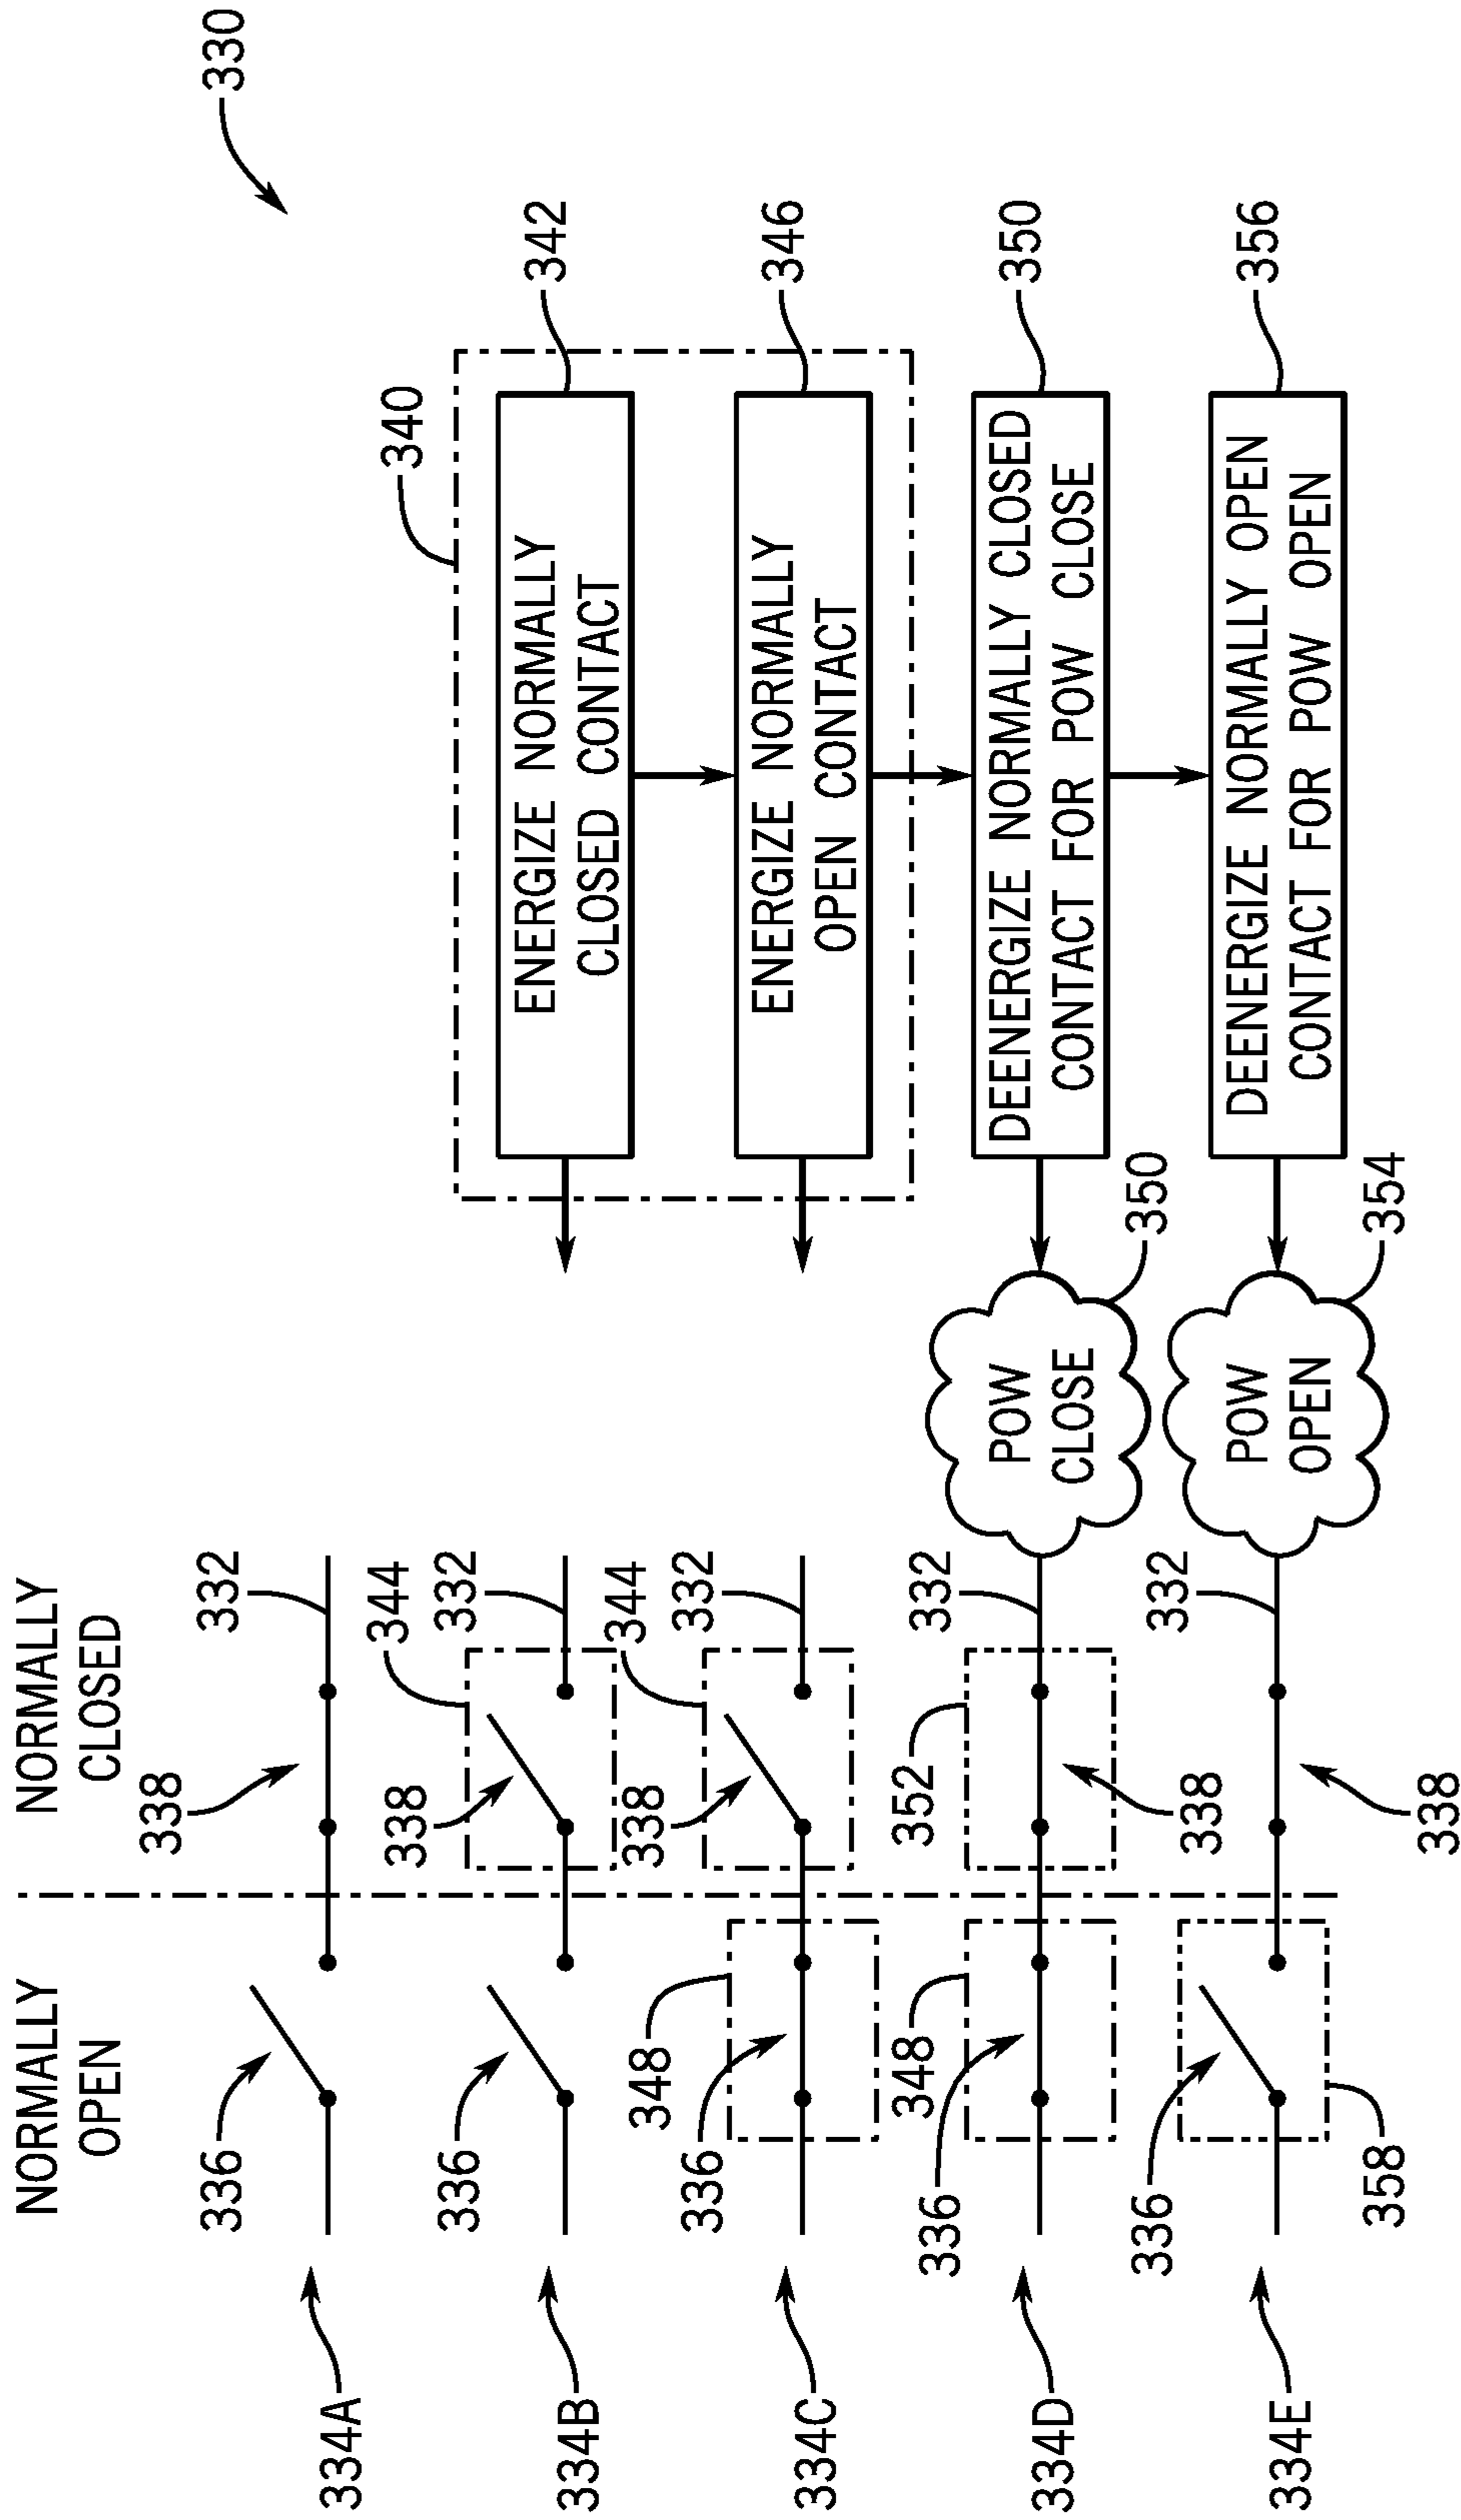 330
NORMALLY
OPEN
NORMALLY
CLOSED
334A
336
338
332
340
334B
336
338
344
332
ENERGIZE NORMALLY
CLOSED CONTACT
342
334C
336
348
338
344
332
ENERGIZE NORMALLY
OPEN CONTACT
346
334D
336
348
352
338
332
POW
CLOSE
350
DEENERGIZE NORMALLY CLOSED
CONTACT FOR POW CLOSE
350
334E
336
358
338
332
POW
OPEN
354
DEENERGIZE NORMALLY OPEN
CONTACT FOR POW OPEN
356